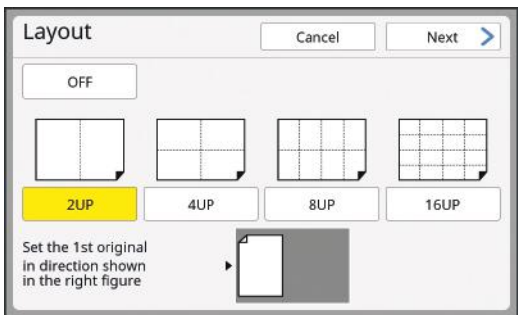 Layout
Cancel
Next
OFF
2UP
4UP
8UP
16UP
Set the 1st original
in direction shown
in the right figure